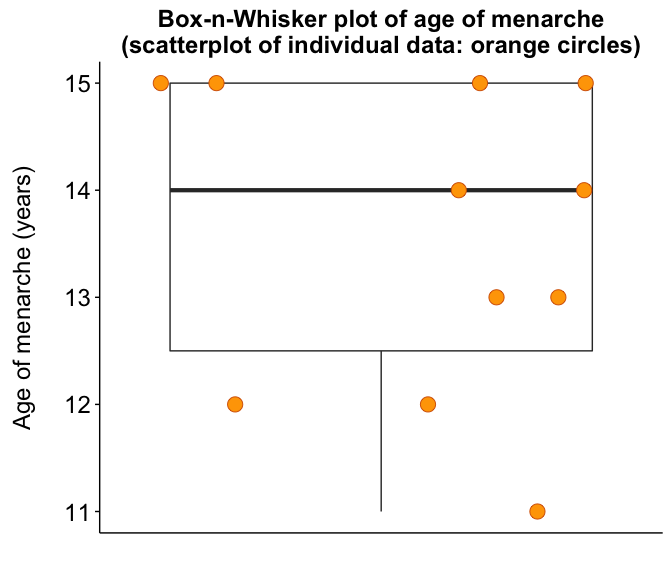 Box-n-Whisker plot of age of menarche
(scatterplot of individual data: orange circles)
Age of menarche (years)
15
14
13
12
11